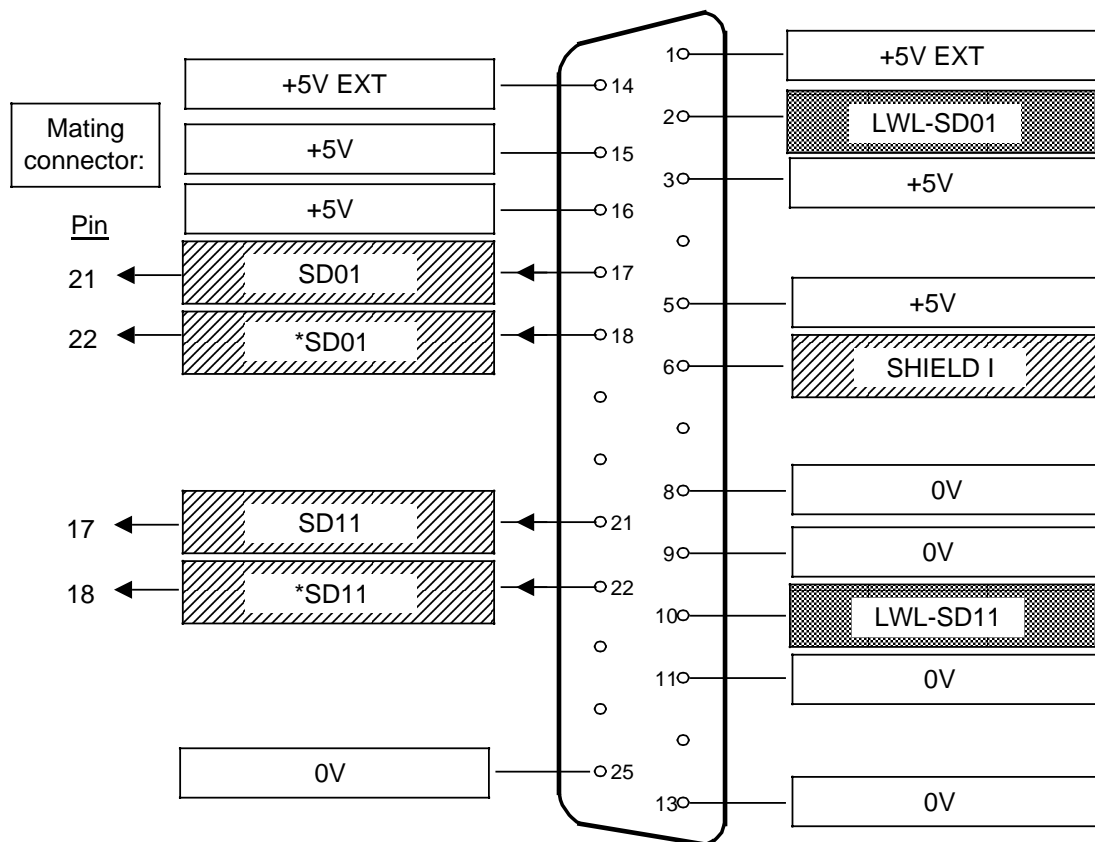 Mating
connector:
Pin
+5V EXT
14
+5V
15
+5V
16
21
SD01
17
22
*SD01
18
17
SD11
21
18
*SD11
22
0V
25
1
+5V EXT
2
LWL-SD01
3
+5V
5
+5V
6
SHIELD I
8
0V
9
0V
10
LWL-SD11
11
0V
13
0V